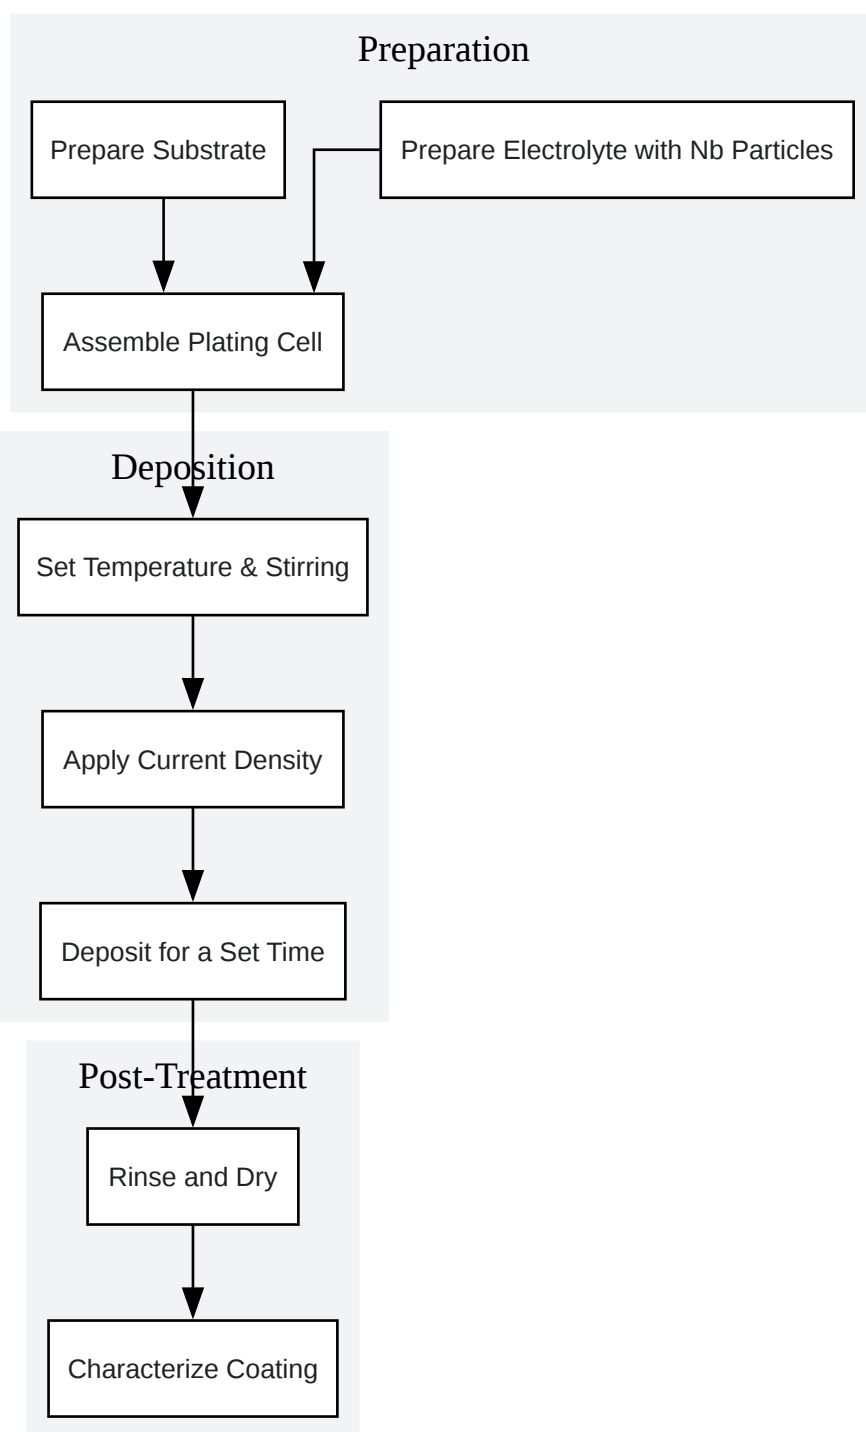 Preparation
Prepare Substrate
Prepare Electrolyte with Nb Particles
Assemble Plating Cell
Deposition
Set Temperature & Stirring
Apply Current Density
Deposit for a Set Time
Post-Treatment
Rinse and Dry
Characterize Coating